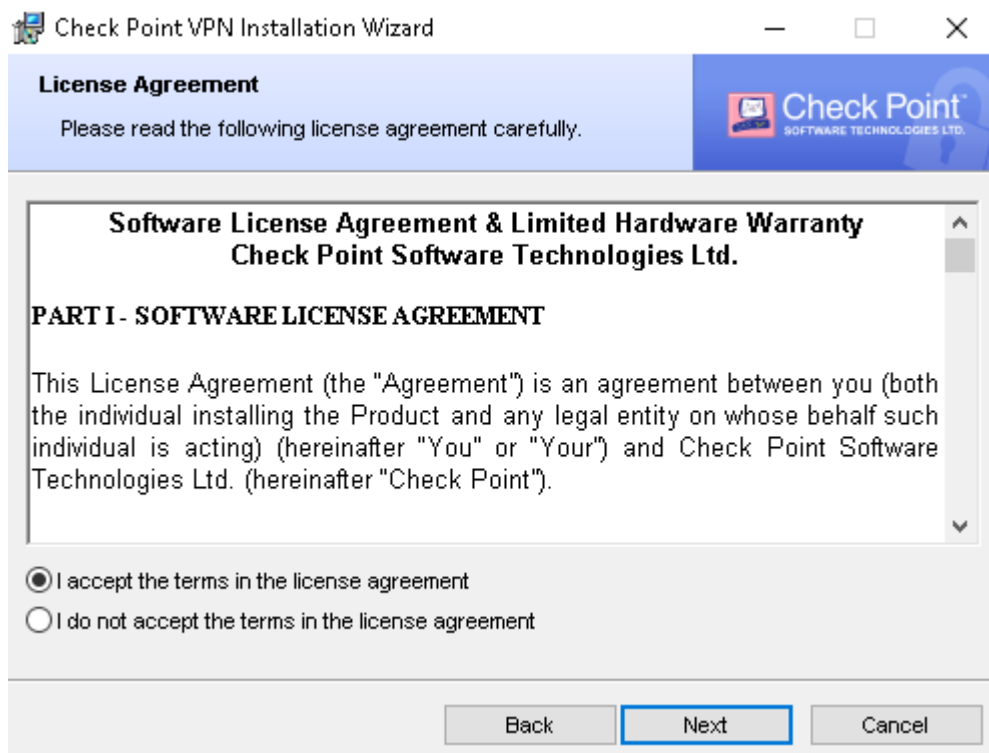 Check Point VPN Installation Wizard
License Agreement
Please read the following license agreement carefully.
Check Point™
SOFTWARE TECHNOLOGIES LTD.
Software License Agreement & Limited Hardware Warranty
Check Point Software Technologies Ltd.
PART I - SOFTWARE LICENSE AGREEMENT
This License Agreement (the "Agreement") is an agreement between you (both
the individual installing the Product and any legal entity on whose behalf such
individual is acting) (hereinafter "You" or "Your") and Check Point Software
Technologies Ltd. (hereinafter "Check Point").
I accept the terms in the license agreement
I do not accept the terms in the license agreement
Back Next Cancel